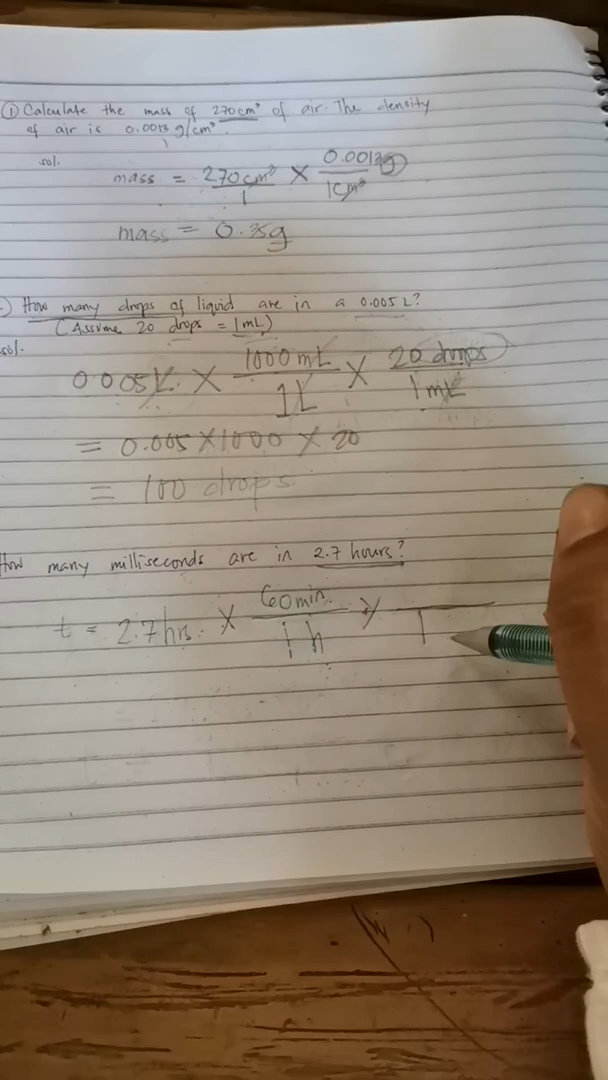 ① Calculate the mass of 270cm³ of air. The density
of air is 0.0013 g/cm³.
sol.
mass = 270cm³/1 × 0.0013g/1cm³
mass = 0.35g
.) How many drops of liquid are in a 0.005L?
(Assume 20 drops = 1mL)
sol.
0.005L × 1000mL/1L × 20 drops/1mL
= 0.005 × 1000 × 20
= 100 drops
How many milliseconds are in 2.7 hours?
t = 2.7hrs. × 60min./1h × /1